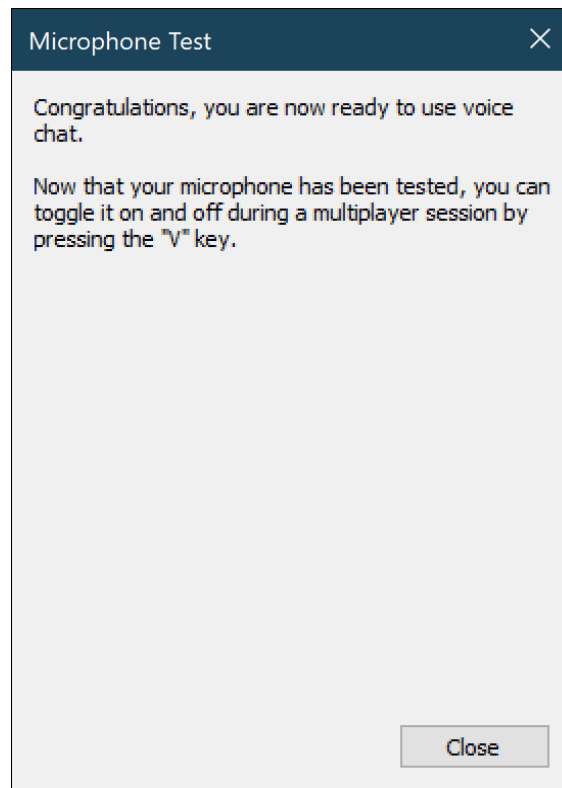 Microphone Test
Congratulations, you are now ready to use voice
chat.
Now that your microphone has been tested, you can
toggle it on and off during a multiplayer session by
pressing the "V" key.
Close